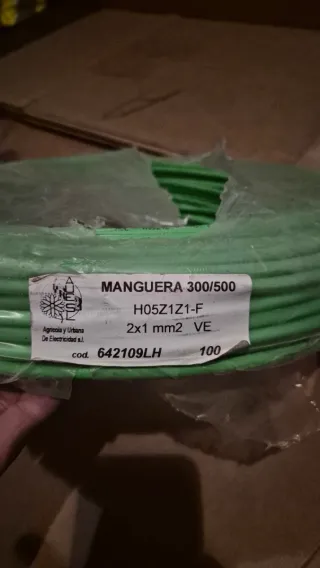 MANGUERA 300/500
H05Z1Z1-F
2x1 mm2 VE
Agrícola y Urbana
De Electricidad s.l.
cod. 642109LH 100